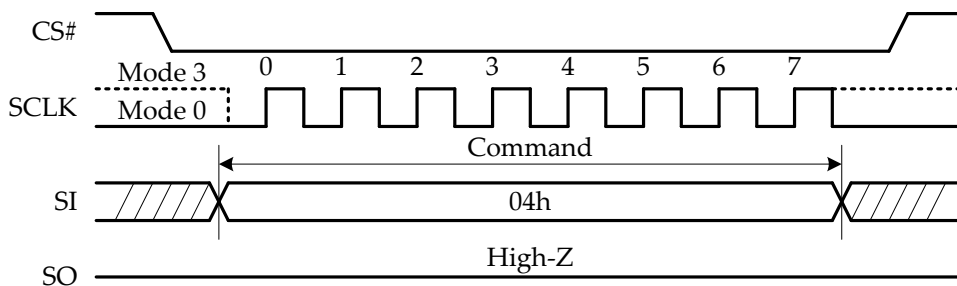 CS#
0 1 2 3 4 5 6 7
Mode 3
SCLK
Mode 0
Command
SI
04h
High-Z
SO